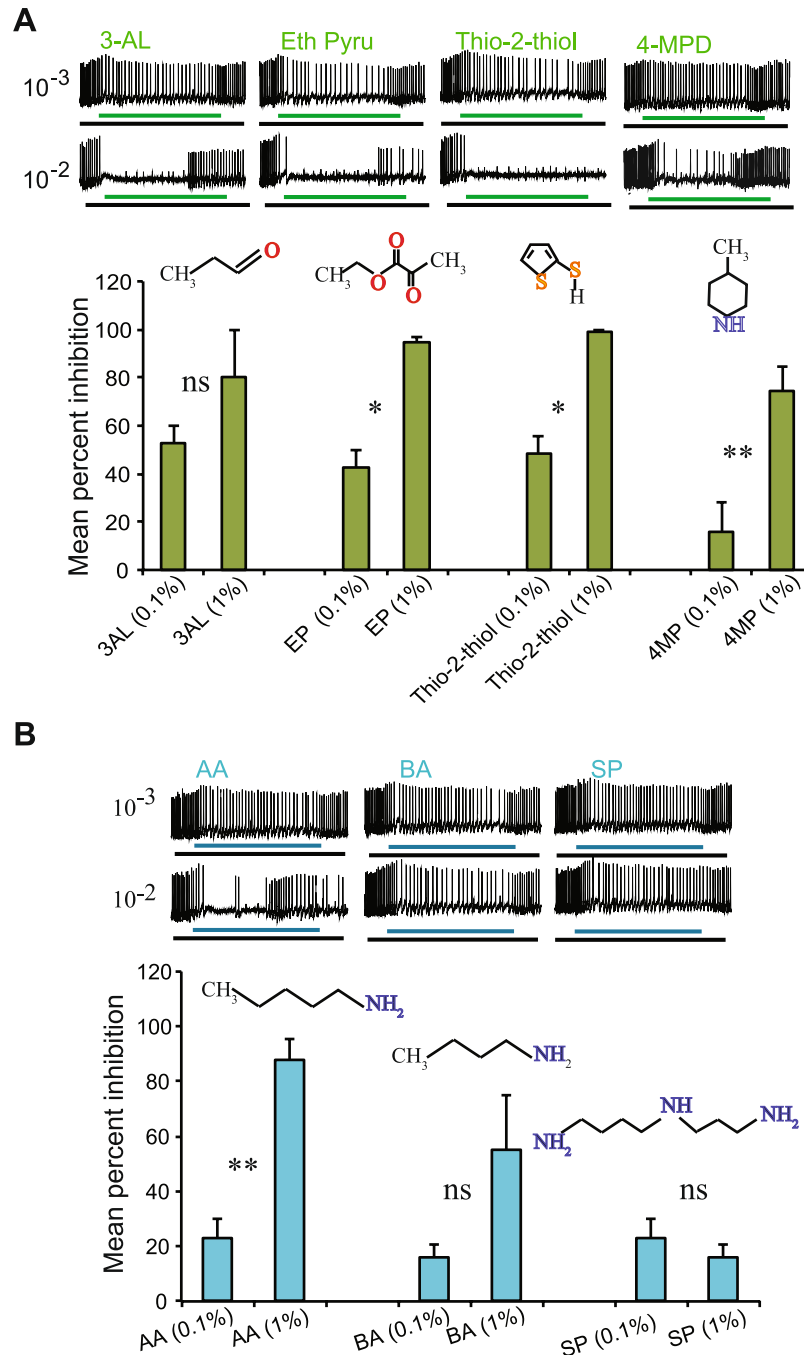 A
3-AL Eth Pyru Thio-2-thiol 4-MPD
10-3
10-2
CH3 O
O CH3 O O
S S H
CH3 NH
Mean percent inhibition
120
100
80
60
40
20
0
ns * * **
3AL (0.1%) 3AL (1%) EP (0.1%) EP (1%) Thio-2-thiol (0.1%) Thio-2-thiol (1%) 4MP (0.1%) 4MP (1%)
B
AA BA SP
10-3
10-2
CH3 NH2
CH3 NH2
NH2 NH NH2
Mean percent inhibition
120
100
80
60
40
20
0
** ns ns
AA (0.1%) AA (1%) BA (0.1%) BA (1%) SP (0.1%) SP (1%)